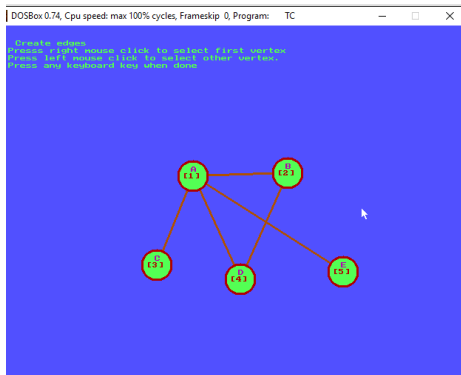 DOSBox 0.74, Cpu speed: max 100% cycles, Frameskip 0, Program: TC
Create edges
Presss right mouse click to select first vertex
Press left mouse click to select other vertex.
Press any keyboard key when done
A
[1]
B
[2]
C
[3]
D
[4]
E
[5]